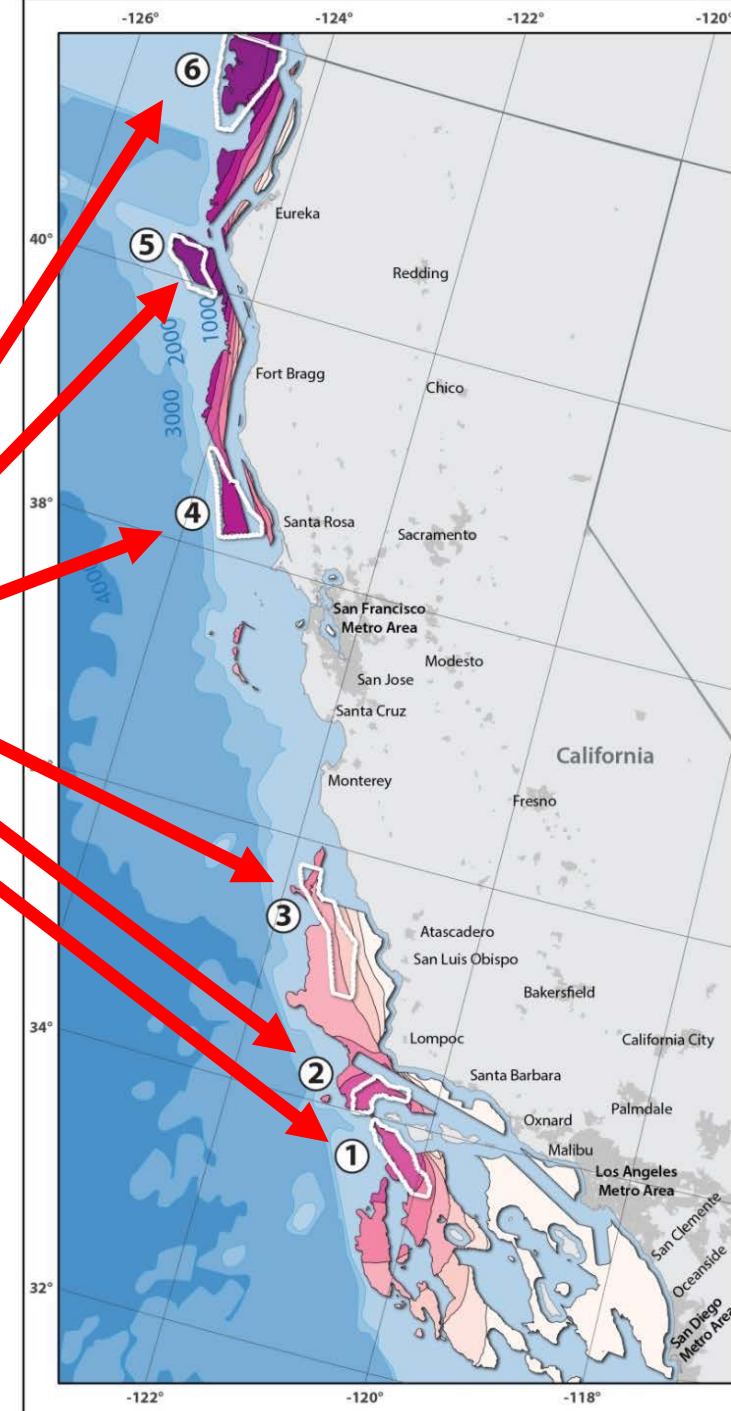 -126°
-124°
-122°
-120°
6
Eureka
40°
5
Redding
1000
2000
3000
Fort Bragg
Chico
38°
4
Santa Rosa
Sacramento
4000
San Francisco
Metro Area
Modesto
San Jose
Santa Cruz
California
Monterey
Fresno
3
Atascadero
San Luis Obispo
Bakersfield
34°
Lompoc
California City
2
Santa Barbara
Palmdale
Oxnard
1
Malibu
Los Angeles
Metro Area
San Clemente
Oceanside
32°
San Diego
Metro Area
-122°
-120°
-118°